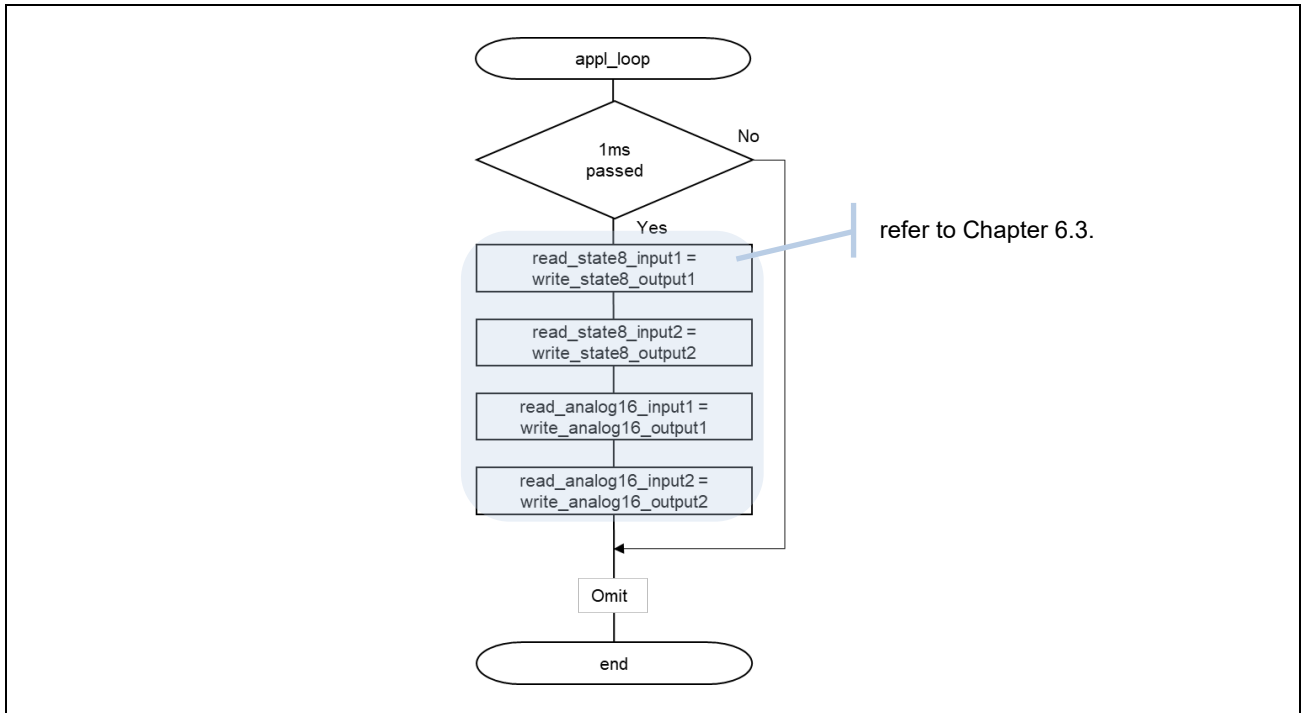 appl_loop
1ms
passed
No
Yes
refer to Chapter 6.3.
read_state8_input1 =
write_state8_output1
read_state8_input2 =
write_state8_output2
read_analog16_input1 =
write_analog16_output1
read_analog16_input2 =
write_analog16_output2
Omit
end